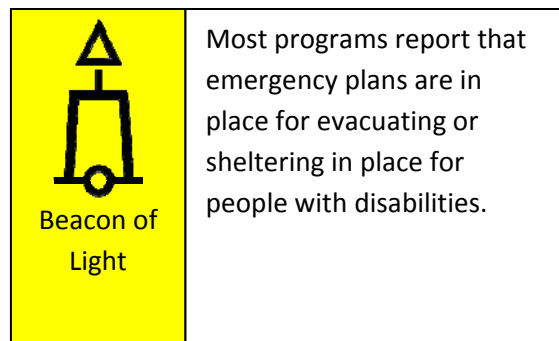 Beacon of
Light
Most programs report that
emergency plans are in
place for evacuating or
sheltering in place for
people with disabilities.